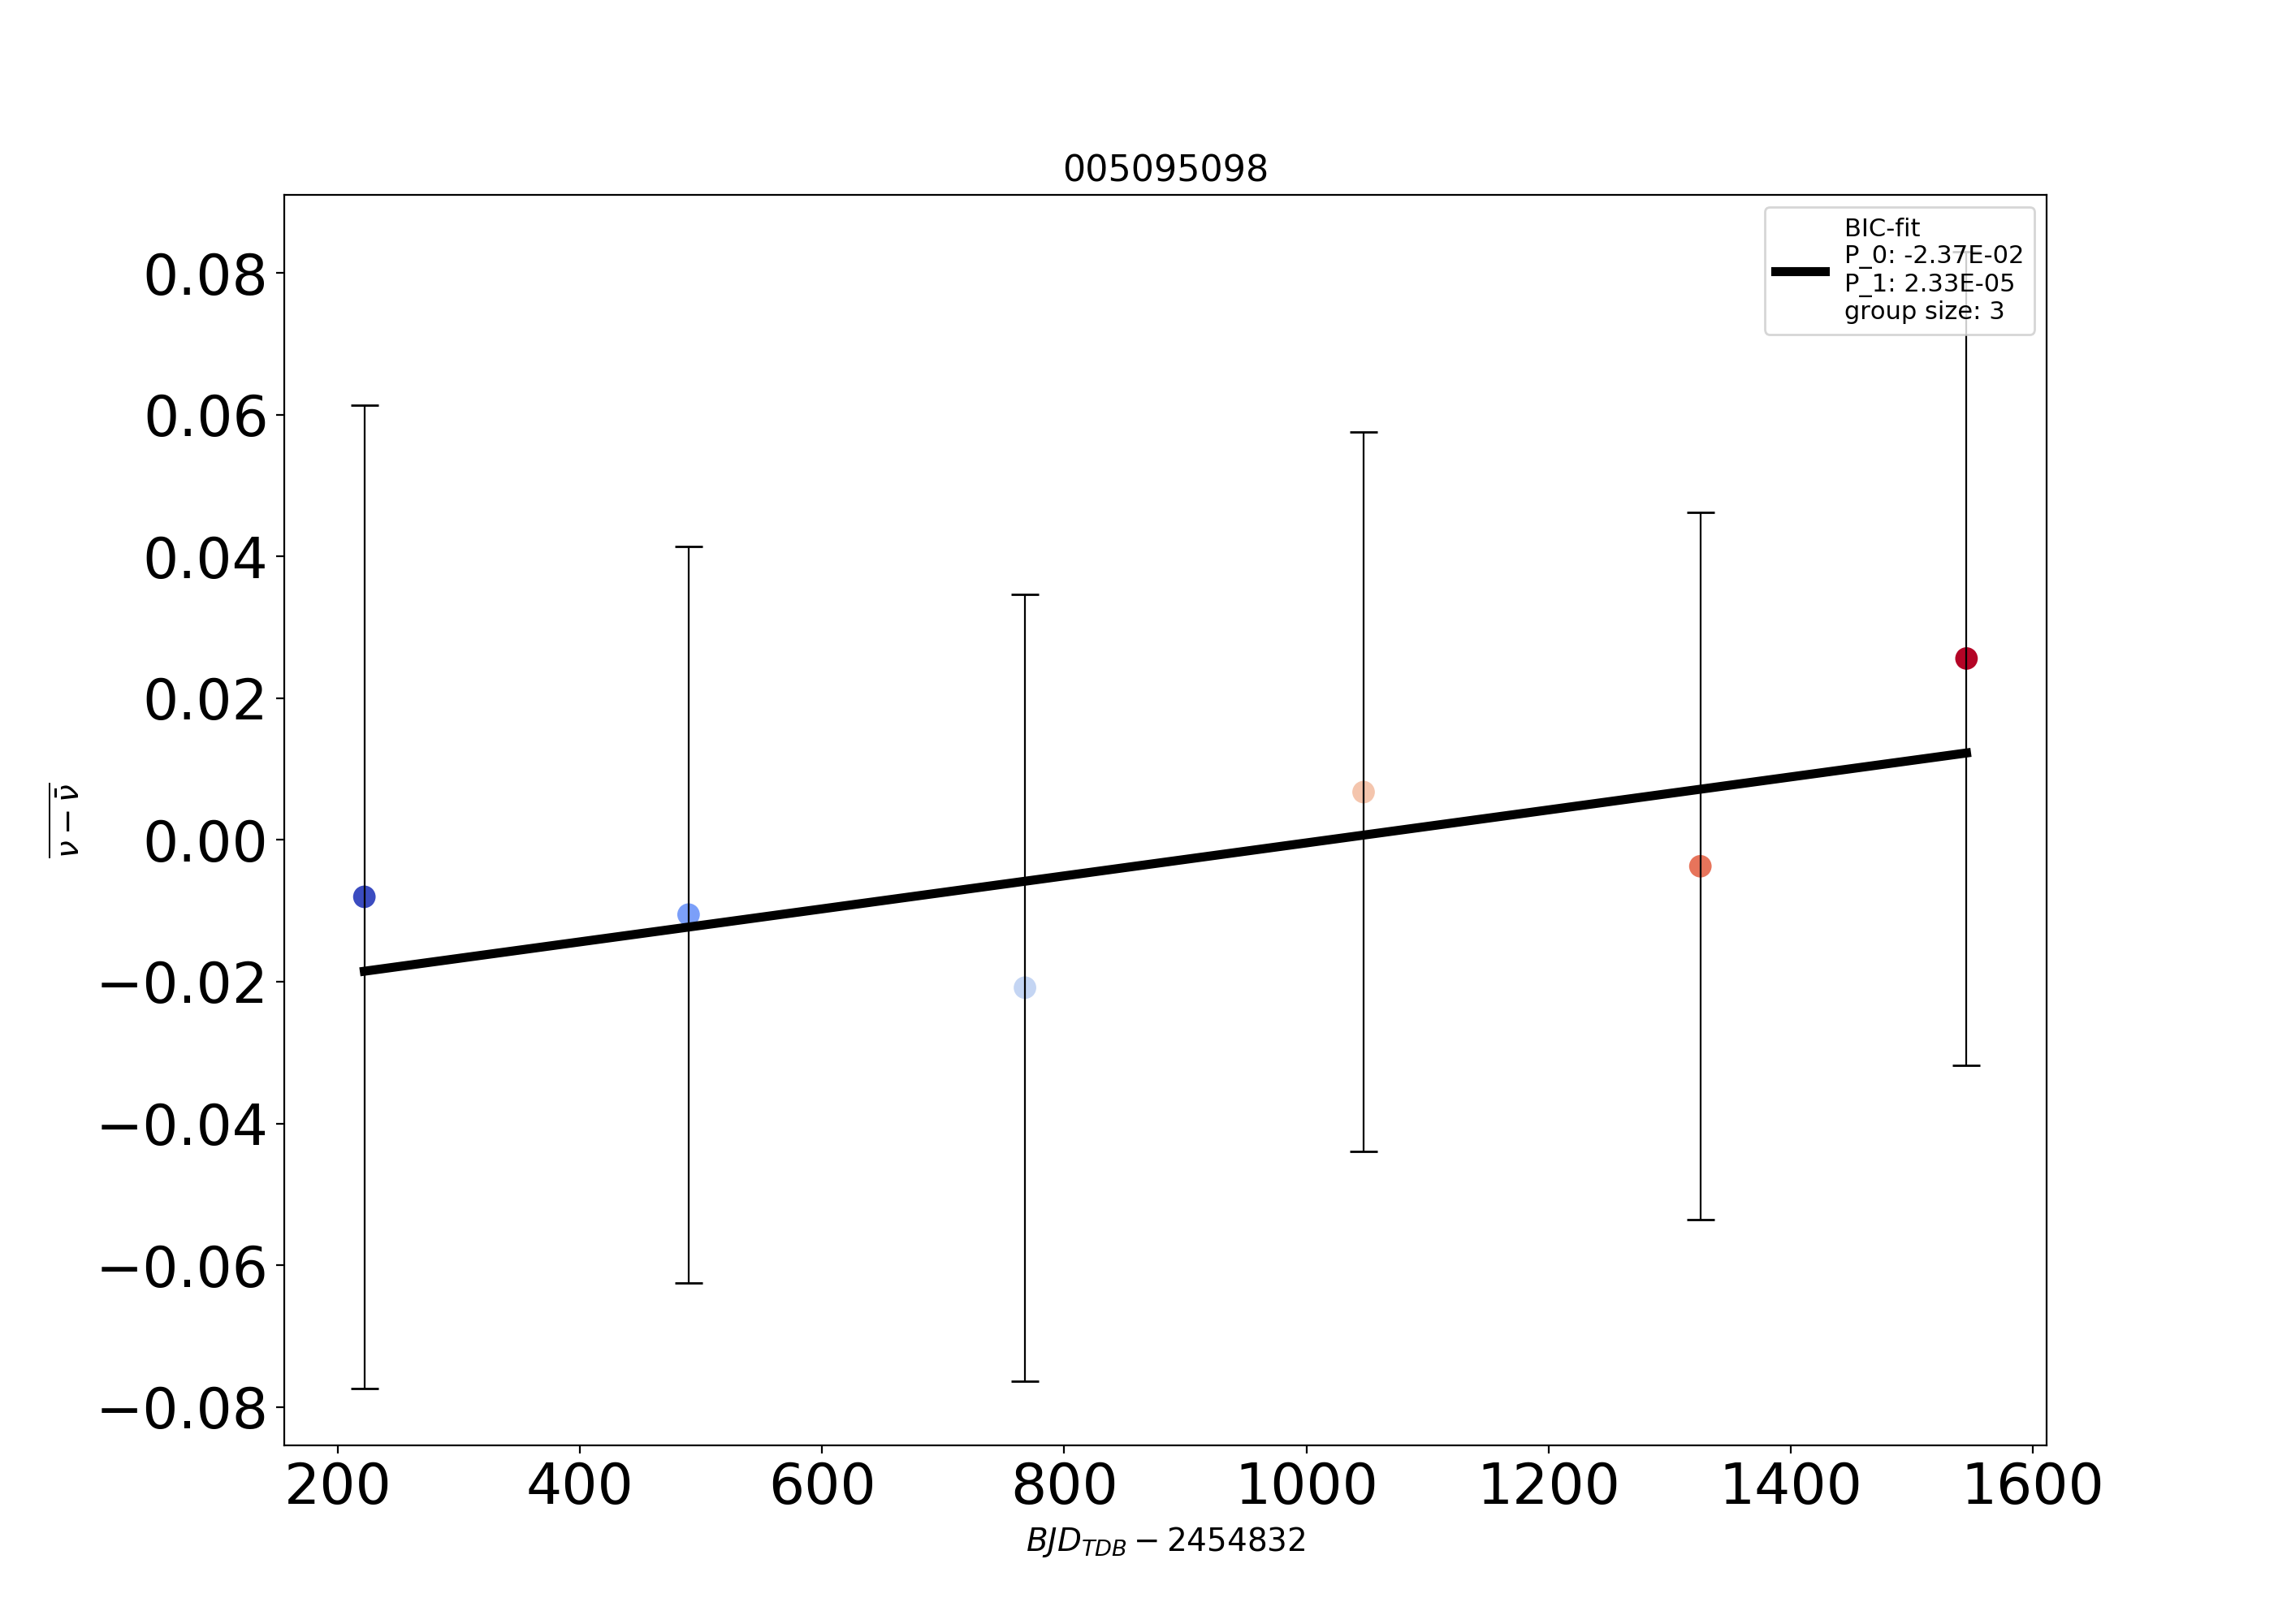 005095098
BIC-fit
P_0: -2.37E-02
P_1: 2.33E-05
group size: 3
0.08
0.06
0.04
0.02
0.00
−0.02
−0.04
−0.06
−0.08
ν − ν̄
200 400 600 800 1000 1200 1400 1600
BJD_TDB − 2454832